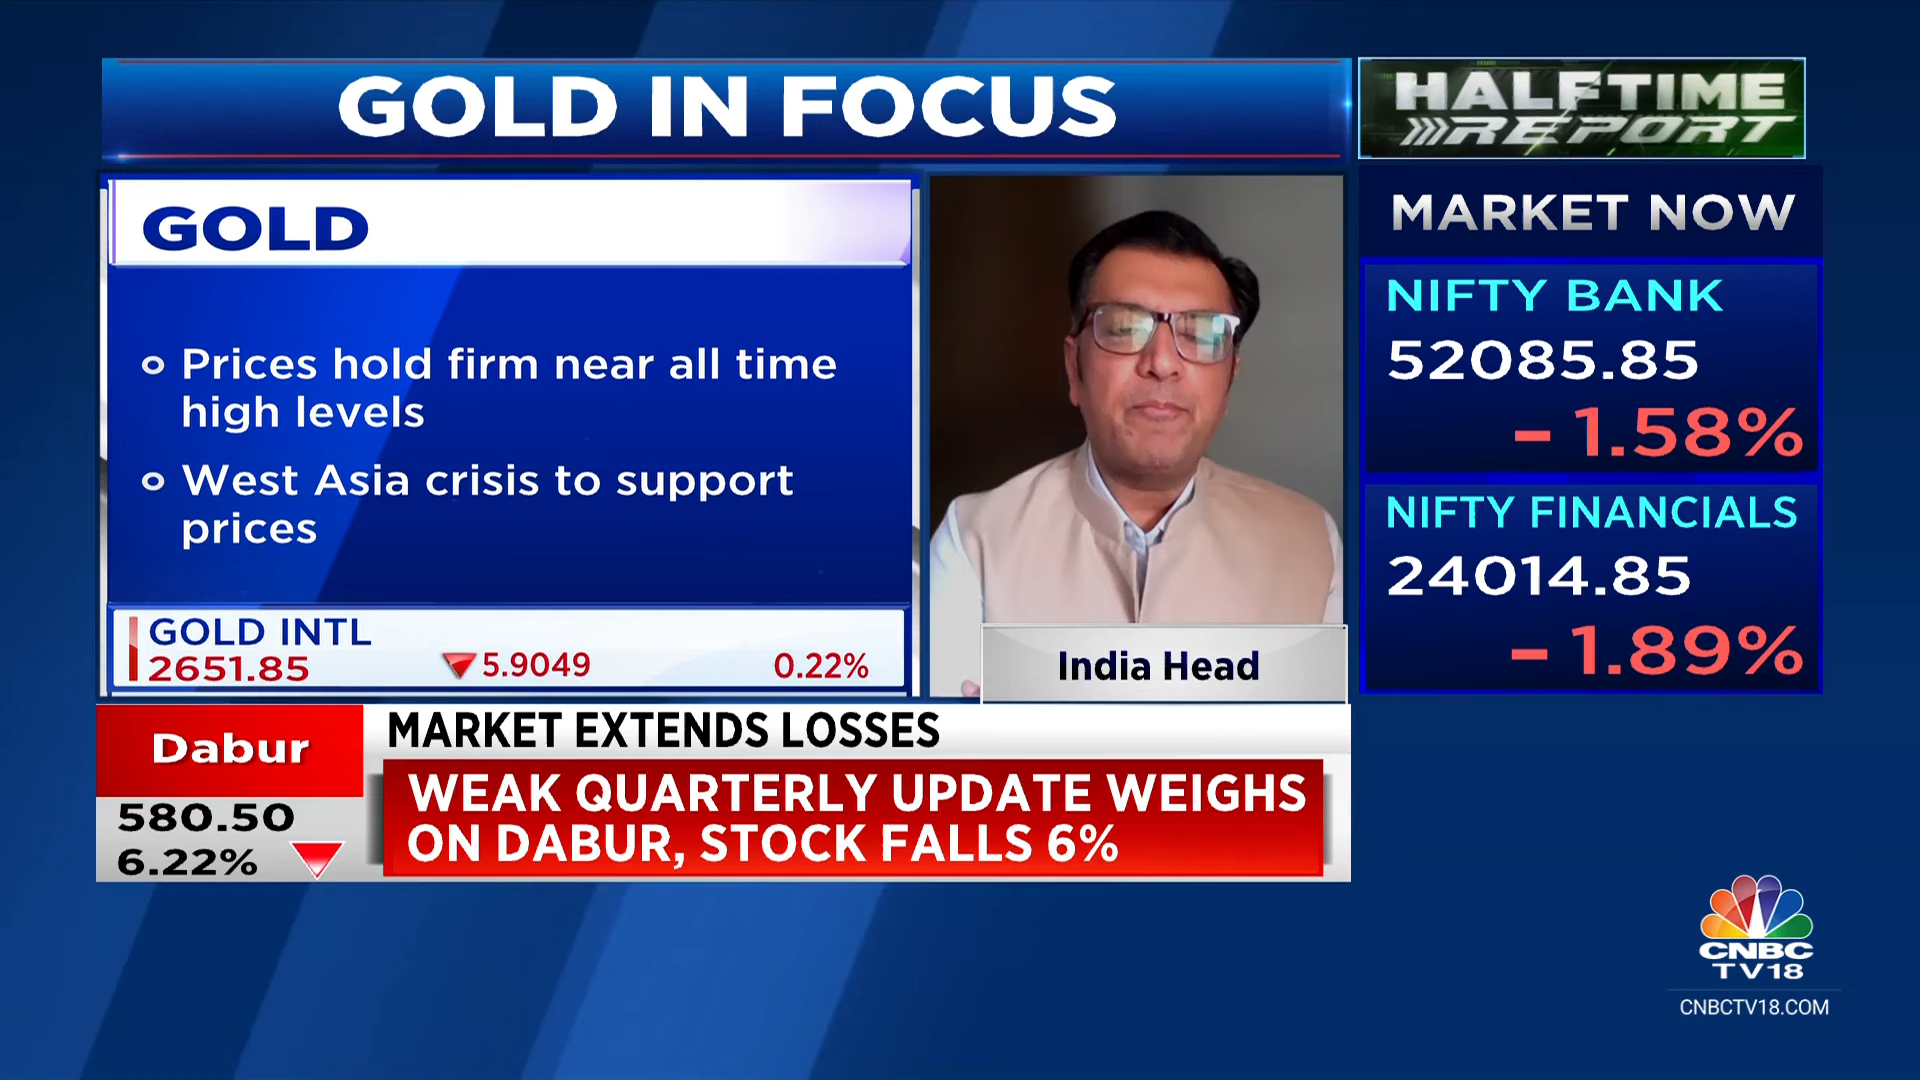 GOLD IN FOCUS
HALFTIME
REPORT
GOLD
Prices hold firm near all time
high levels
West Asia crisis to support
prices
GOLD INTL
2651.85 5.9049 0.22%
India Head
MARKET NOW
NIFTY BANK
52085.85
– 1.58%
NIFTY FINANCIALS
24014.85
– 1.89%
Dabur
580.50
6.22%
MARKET EXTENDS LOSSES
WEAK QUARTERLY UPDATE WEIGHS
ON DABUR, STOCK FALLS 6%
CNBC
TV18
CNBCTV18.COM